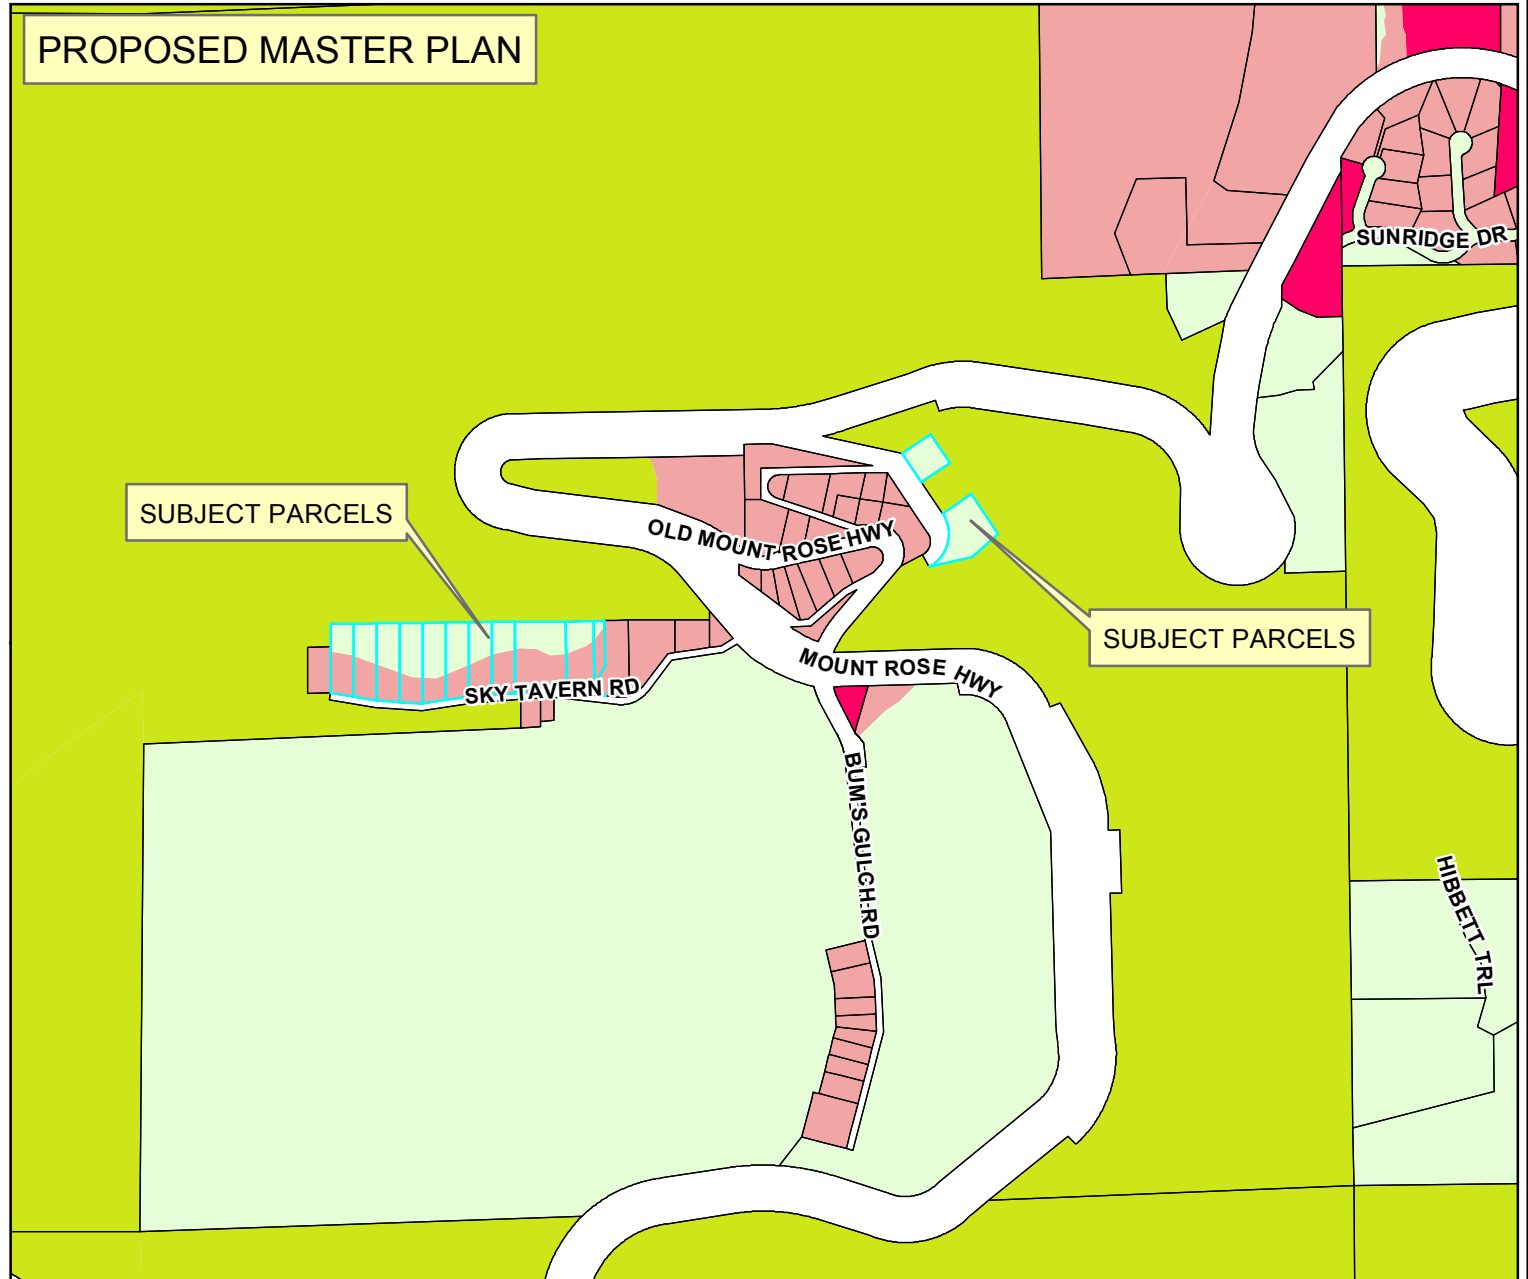 PROPOSED MASTER PLAN
SUNRIDGE DR
SUBJECT PARCELS
OLD MOUNT ROSE HWY
SUBJECT PARCELS
MOUNT ROSE HWY
SKY TAVERN RD
BUM'S GULCH RD
HIBBETT TRL